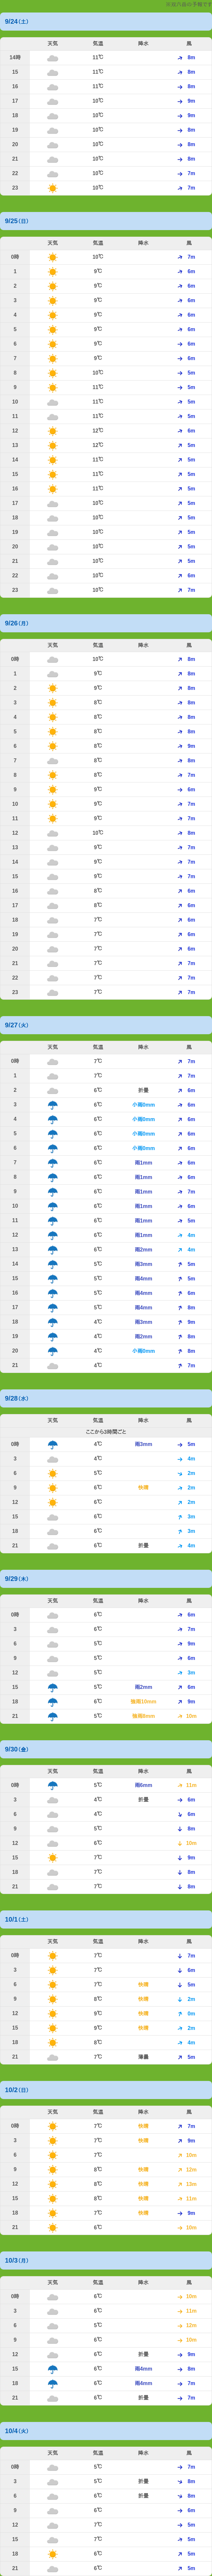 9/24(土)
天気 気温 降水 風
14時 11℃ 8m
15 11℃ 8m
16 11℃ 8m
17 10℃ 9m
18 10℃ 9m
19 10℃ 8m
20 10℃ 8m
21 10℃ 8m
22 10℃ 7m
23 10℃ 7m
9/25(日)
天気 気温 降水 風
0時 10℃ 7m
1 9℃ 6m
2 9℃ 6m
3 9℃ 6m
4 9℃ 6m
5 9℃ 6m
6 9℃ 6m
7 9℃ 6m
8 10℃ 5m
9 11℃ 5m
10 11℃ 5m
11 11℃ 5m
12 12℃ 6m
13 12℃ 5m
14 11℃ 5m
15 11℃ 5m
16 11℃ 5m
17 10℃ 5m
18 10℃ 5m
19 10℃ 5m
20 10℃ 5m
21 10℃ 5m
22 10℃ 6m
23 10℃ 7m
9/26(月)
天気 気温 降水 風
0時 10℃ 8m
1 9℃ 8m
2 9℃ 8m
3 9℃ 8m
4 8℃ 8m
5 8℃ 8m
6 8℃ 9m
7 8℃ 8m
8 8℃ 7m
9 9℃ 6m
10 9℃ 7m
11 9℃ 7m
12 10℃ 8m
13 9℃ 7m
14 9℃ 7m
15 9℃ 7m
16 8℃ 6m
17 8℃ 6m
18 7℃ 6m
19 7℃ 6m
20 7℃ 6m
21 7℃ 7m
22 7℃ 7m
23 7℃ 7m
9/27(火)
天気 気温 降水 風
0時 7℃ 7m
1 7℃ 7m
2 6℃ 折曇 6m
3 6℃ 小雨0mm 6m
4 6℃ 小雨0mm 6m
5 6℃ 小雨0mm 6m
6 6℃ 小雨0mm 6m
7 6℃ 雨1mm 6m
8 6℃ 雨1mm 6m
9 6℃ 雨1mm 7m
10 6℃ 雨1mm 6m
11 6℃ 雨1mm 5m
12 6℃ 雨1mm 4m
13 6℃ 雨2mm 4m
14 5℃ 雨3mm 5m
15 5℃ 雨4mm 5m
16 5℃ 雨4mm 6m
17 5℃ 雨4mm 8m
18 4℃ 雨3mm 9m
19 4℃ 雨2mm 8m
20 4℃ 小雨0mm 8m
21 4℃ 7m
9/28(水)
天気 気温 降水 風
ここから3時間ごと
0時 4℃ 雨3mm 5m
3 4℃ 4m
6 5℃ 2m
9 6℃ 快晴 2m
12 6℃ 2m
15 6℃ 3m
18 6℃ 3m
21 6℃ 折曇 4m
9/29(木)
天気 気温 降水 風
0時 6℃ 6m
3 6℃ 7m
6 5℃ 9m
9 5℃ 6m
12 5℃ 3m
15 5℃ 雨2mm 6m
18 6℃ 強雨10mm 9m
21 5℃ 強雨8mm 10m
9/30(金)
天気 気温 降水 風
0時 5℃ 雨6mm 11m
3 4℃ 折曇 6m
6 4℃ 6m
9 5℃ 8m
12 6℃ 10m
15 7℃ 9m
18 7℃ 8m
21 7℃ 8m
10/1(土)
天気 気温 降水 風
0時 7℃ 7m
3 7℃ 6m
6 7℃ 快晴 5m
9 8℃ 快晴 2m
12 9℃ 快晴 0m
15 9℃ 快晴 2m
18 8℃ 4m
21 7℃ 薄曇 5m
10/2(日)
天気 気温 降水 風
0時 7℃ 快晴 7m
3 7℃ 快晴 9m
6 7℃ 10m
9 8℃ 快晴 12m
12 8℃ 快晴 13m
15 8℃ 快晴 11m
18 7℃ 快晴 9m
21 6℃ 10m
10/3(月)
天気 気温 降水 風
0時 6℃ 10m
3 6℃ 11m
6 5℃ 12m
9 6℃ 10m
12 6℃ 折曇 9m
15 6℃ 雨4mm 8m
18 6℃ 雨4mm 7m
21 6℃ 折曇 7m
10/4(火)
天気 気温 降水 風
0時 5℃ 7m
3 5℃ 折曇 8m
6 6℃ 折曇 8m
9 6℃ 6m
12 7℃ 5m
15 7℃ 5m
18 6℃ 5m
21 6℃ 5m